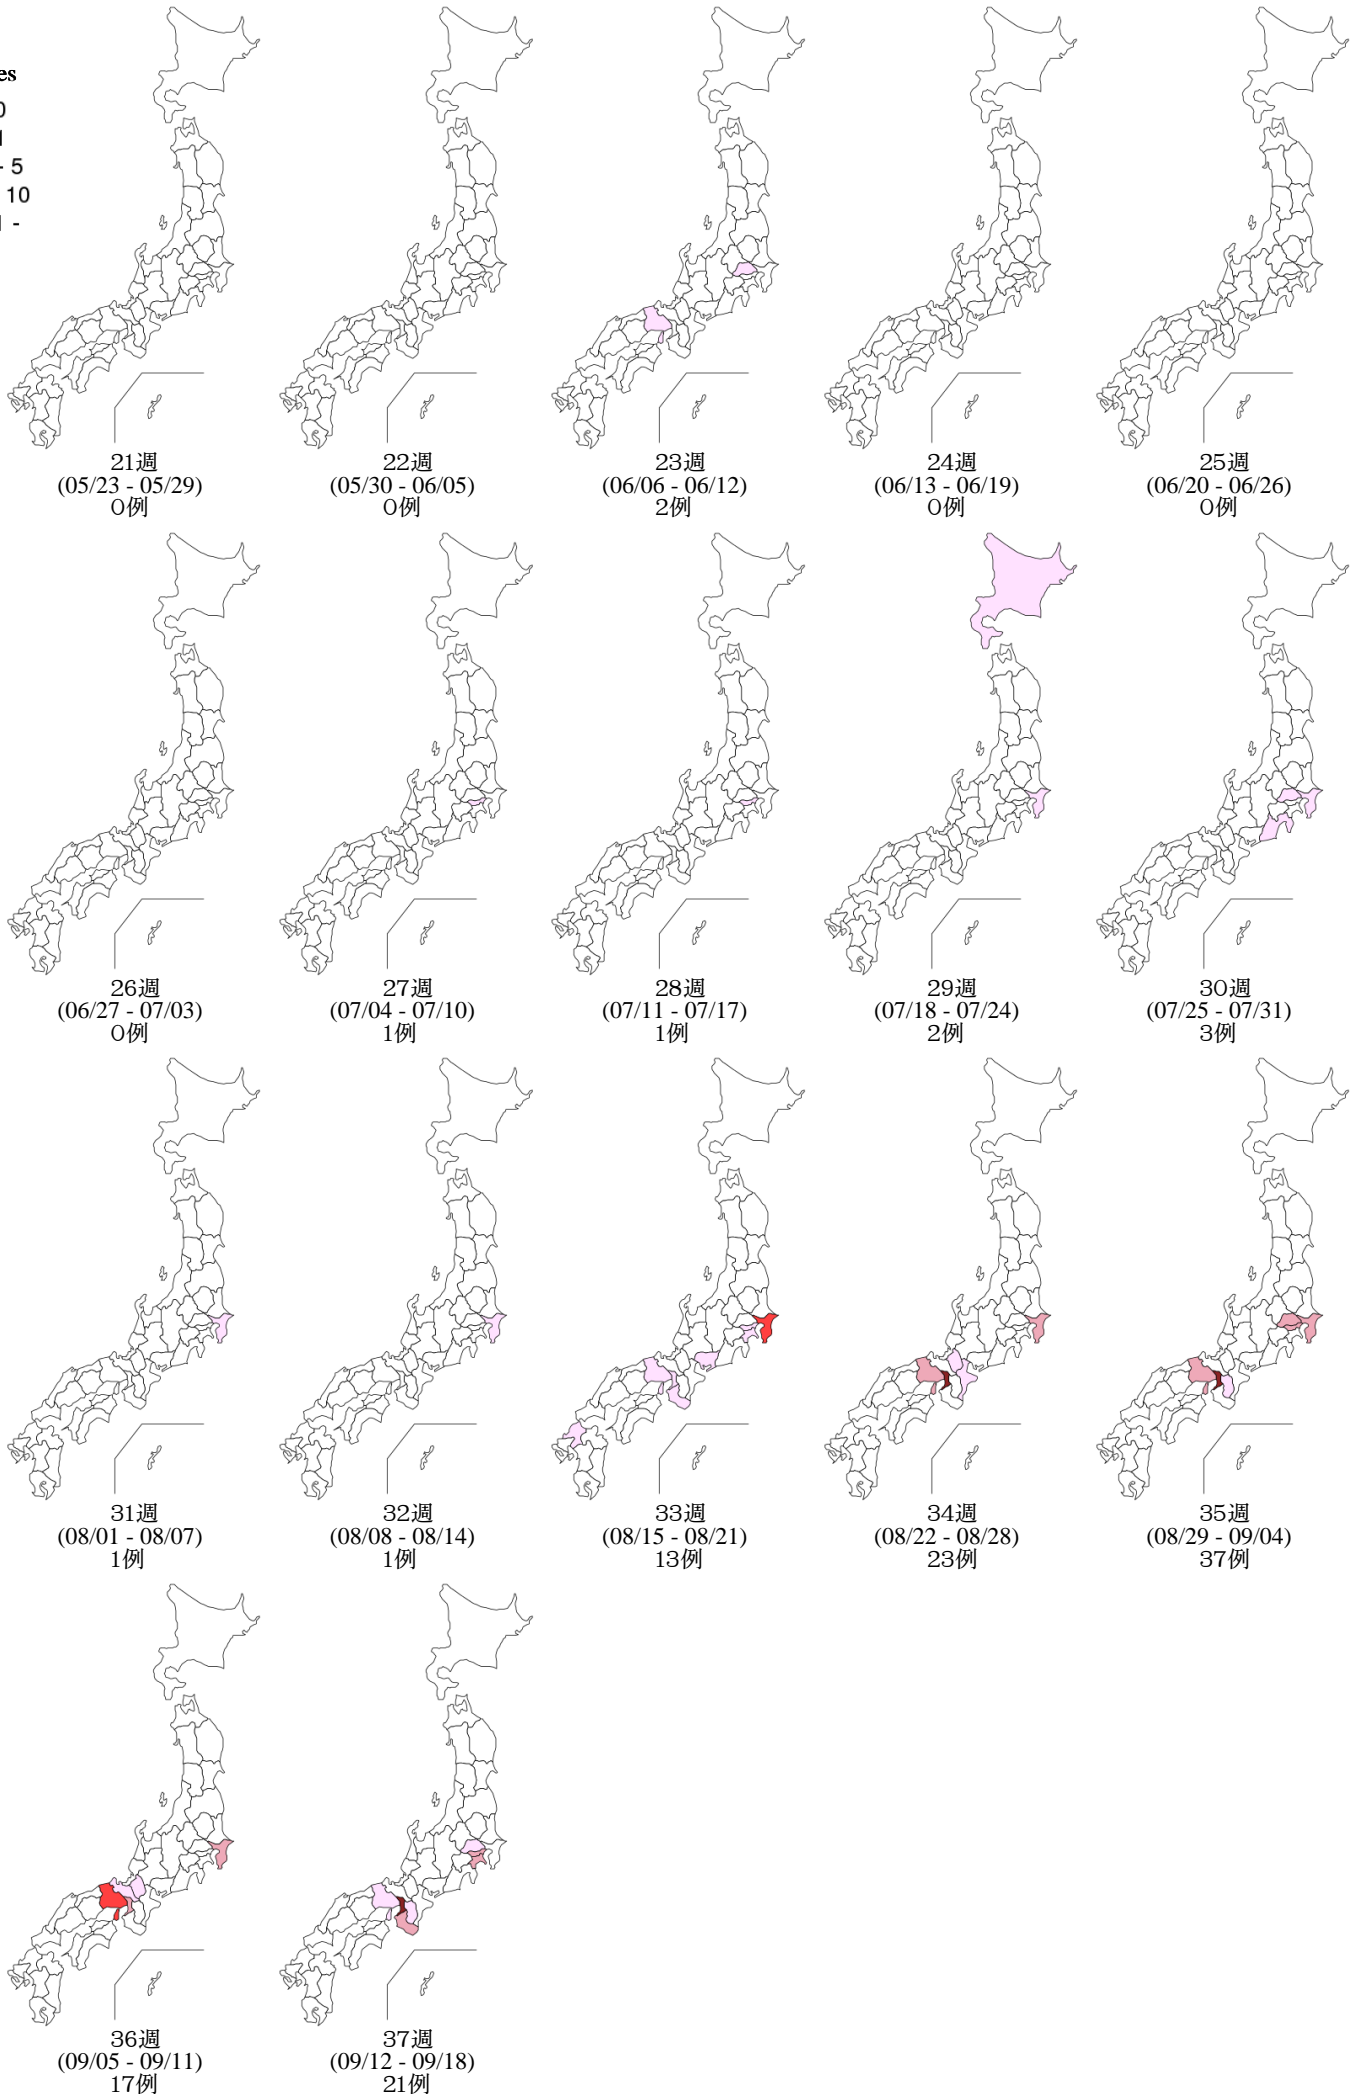 es
0
1
- 5
10
-
21週
(05/23 - 05/29)
0例
22週
(05/30 - 06/05)
0例
23週
(06/06 - 06/12)
2例
24週
(06/13 - 06/19)
0例
25週
(06/20 - 06/26)
0例
26週
(06/27 - 07/03)
0例
27週
(07/04 - 07/10)
1例
28週
(07/11 - 07/17)
1例
29週
(07/18 - 07/24)
2例
30週
(07/25 - 07/31)
3例
31週
(08/01 - 08/07)
1例
32週
(08/08 - 08/14)
1例
33週
(08/15 - 08/21)
13例
34週
(08/22 - 08/28)
23例
35週
(08/29 - 09/04)
37例
36週
(09/05 - 09/11)
17例
37週
(09/12 - 09/18)
21例